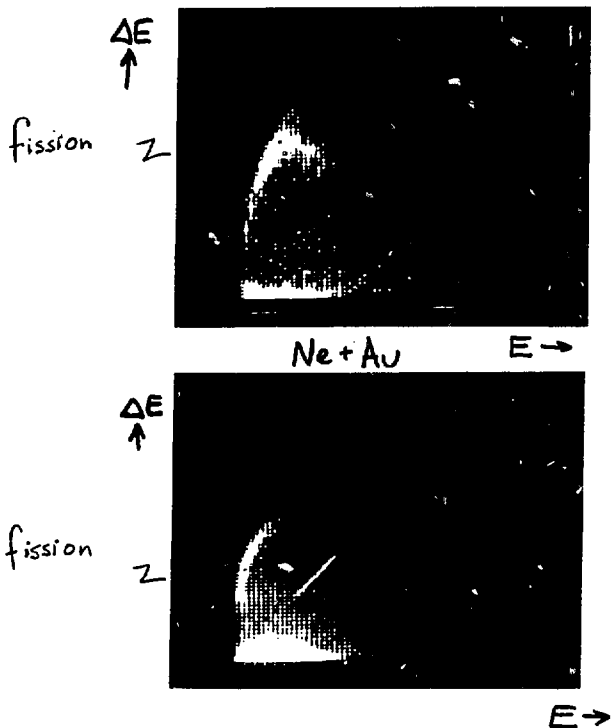 ΔE
↑
fission
Ne + Au
E →
ΔE
↑
fission
E →